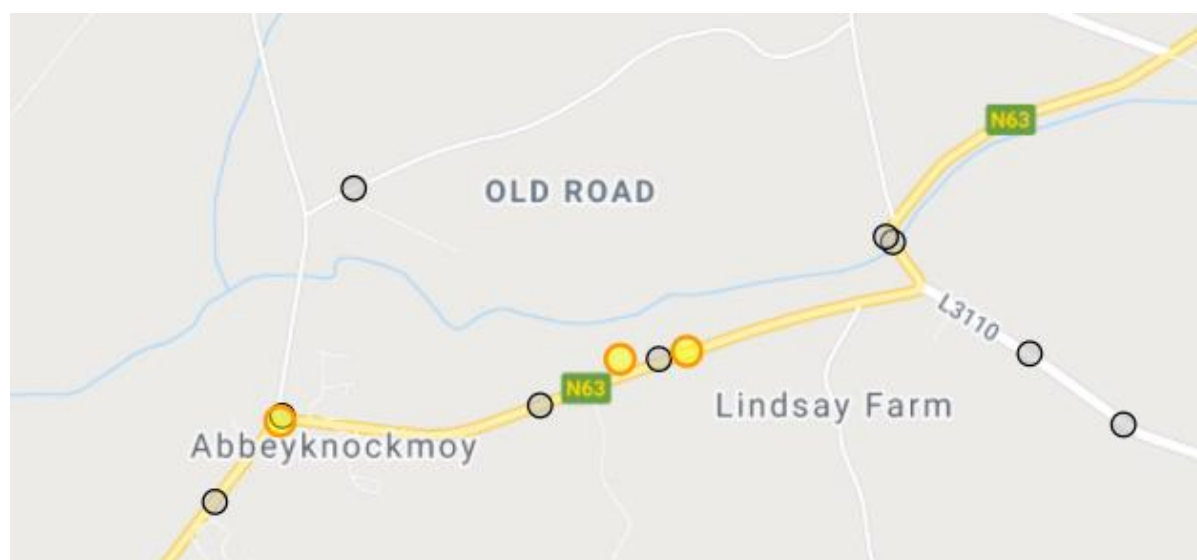 N63
OLD ROAD
L3110
N63
Lindsay Farm
Abbeyknockmoy